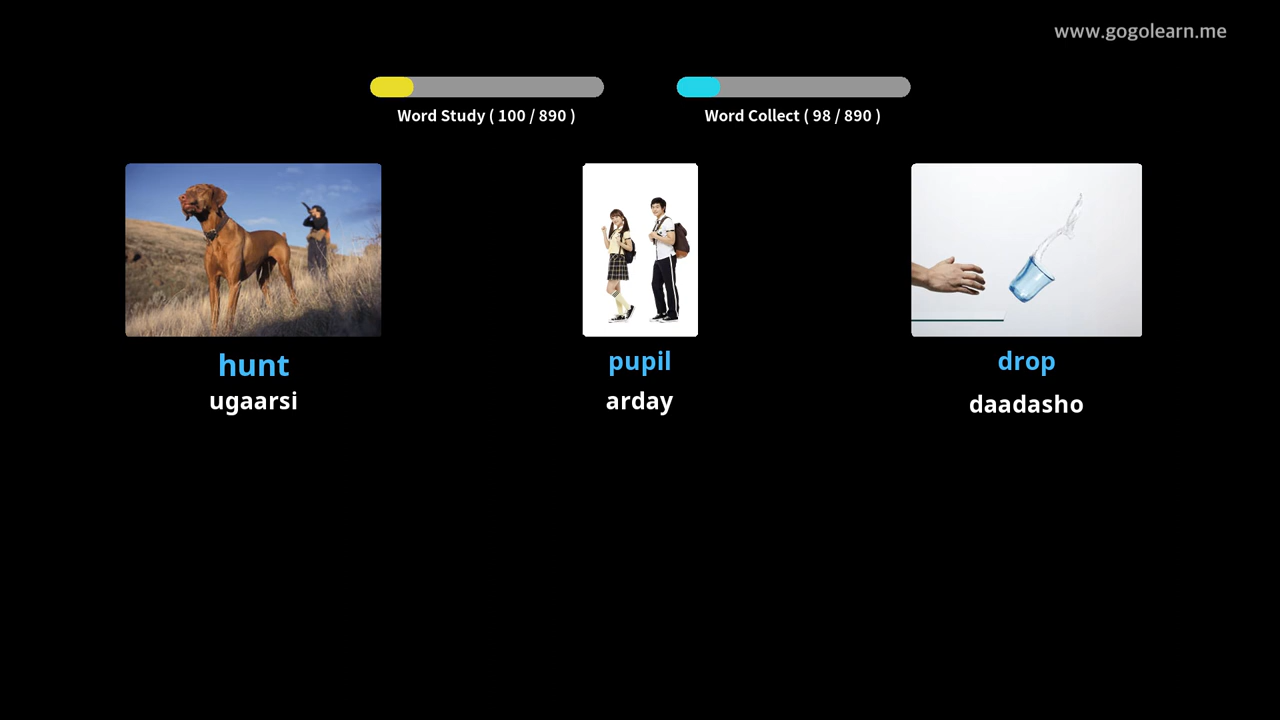 www.gogolearn.me
Word Study ( 100 / 890 )
Word Collect ( 98 / 890 )
hunt
ugaarsi
pupil
arday
drop
daadasho